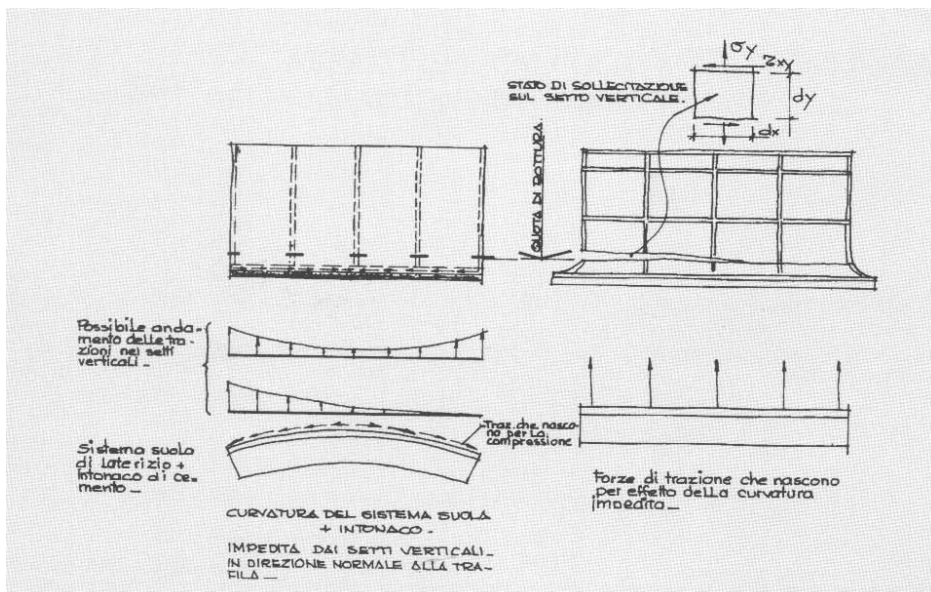 σy
τxy
STATO DI SOLLECITAZIONE
SUL SETTO VERTICALE.
dy
dx
QUOTA DI ROTTURA
Possibile anda-
mento delle tra-
zioni nei setti
verticali _
Traz. che nasco-
no per la
compressione
Sistema suolo
di laterizio +
intonaco di ce-
mento _
Forze di trazione che nascono
per effetto della curvatura
impedita _
CURVATURA DEL SISTEMA SUOLA
+ INTONACO -
IMPEDITA DAI SETTI VERTICALI _
IN DIREZIONE NORMALE ALLA TRA-
FILA _